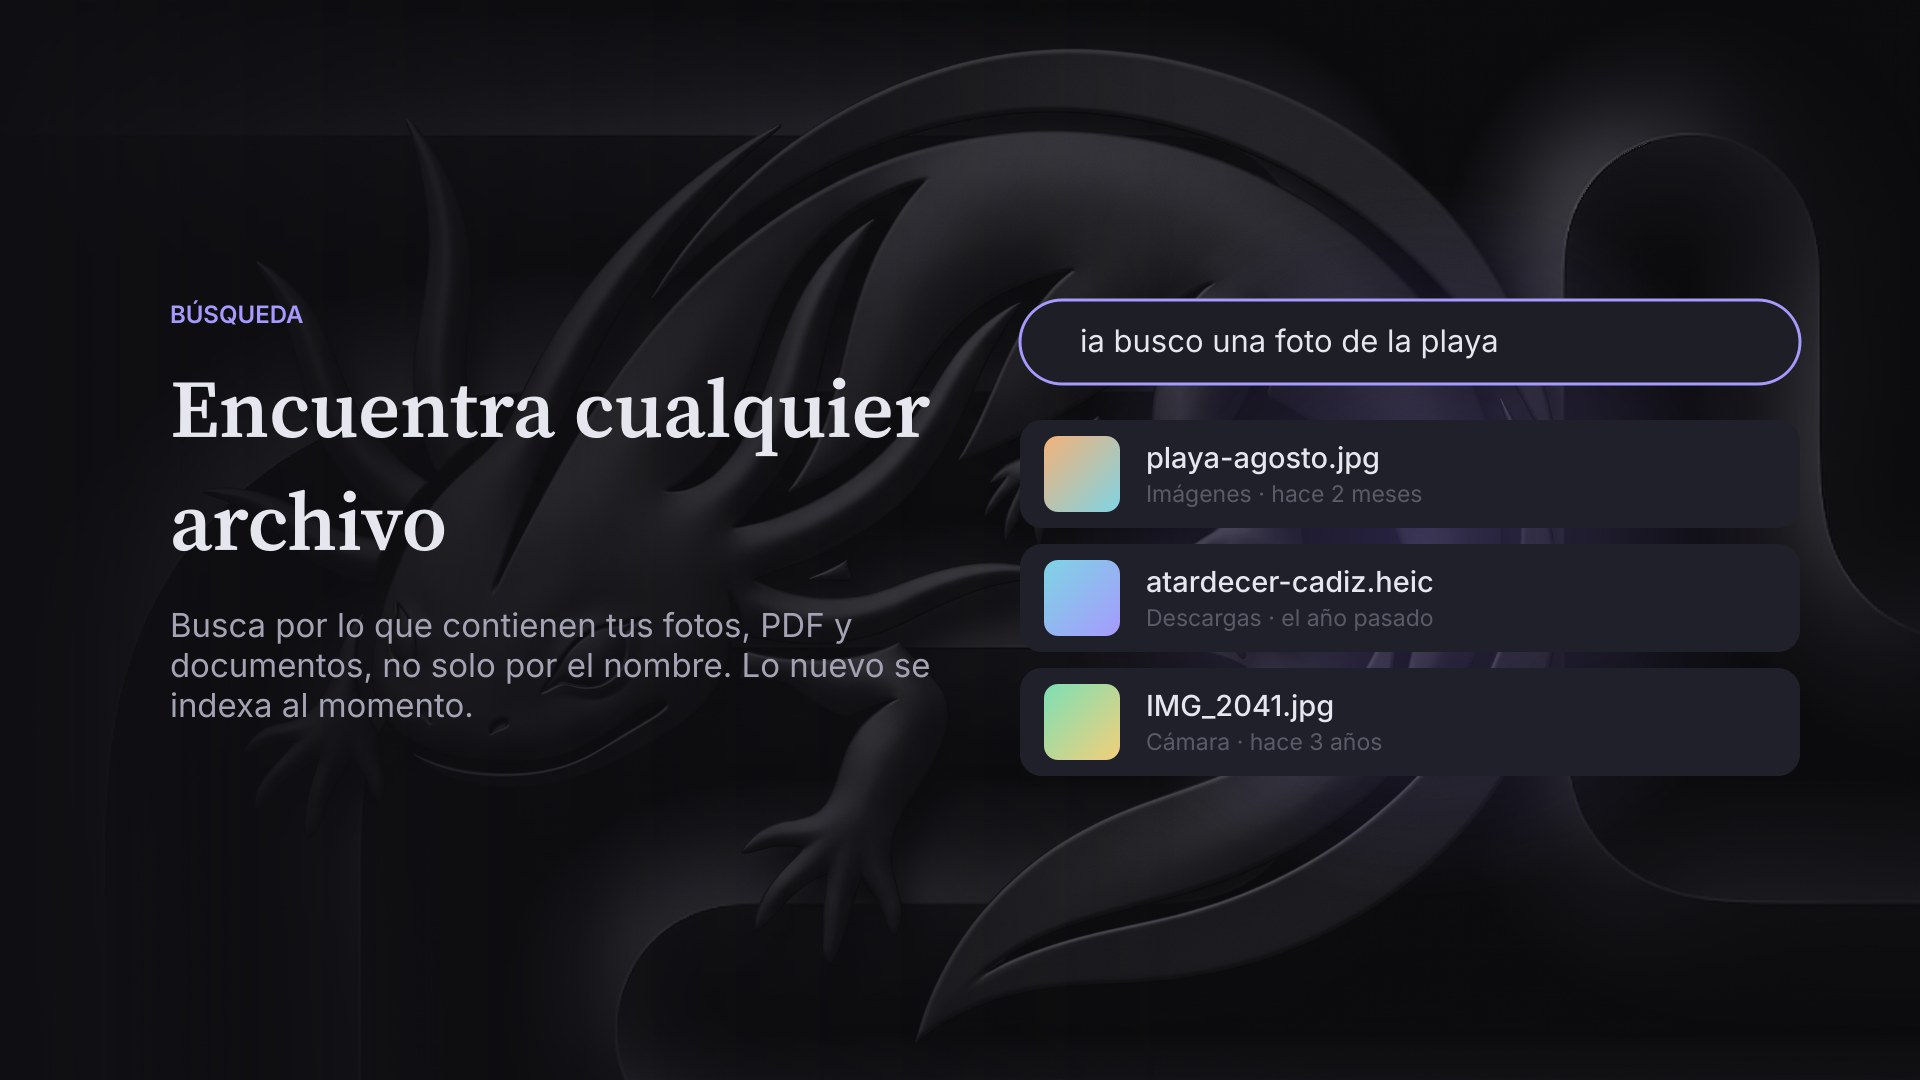 BÚSQUEDA
Encuentra cualquier
archivo
Busca por lo que contienen tus fotos, PDF y
documentos, no solo por el nombre. Lo nuevo se
indexa al momento.
ia busco una foto de la playa
playa-agosto.jpg
Imágenes · hace 2 meses
atardecer-cadiz.heic
Descargas · el año pasado
IMG_2041.jpg
Cámara · hace 3 años